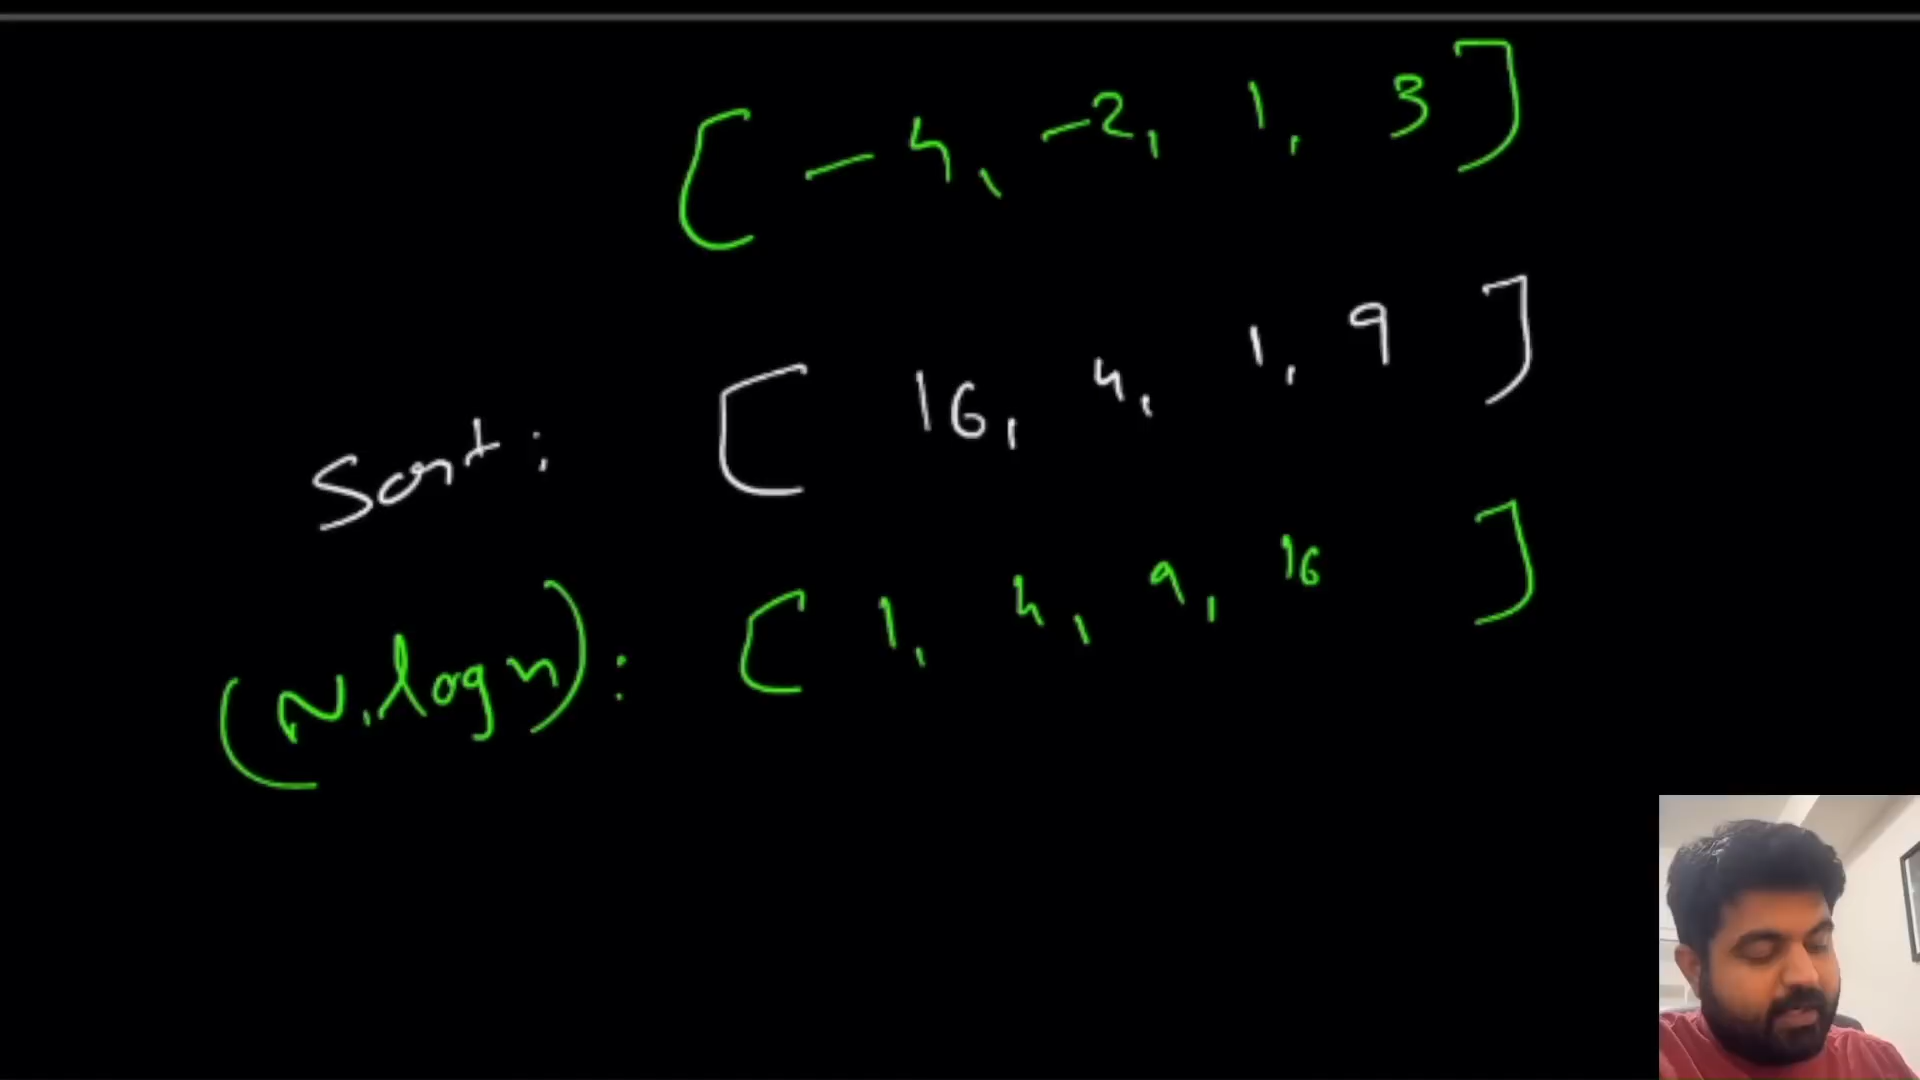 [ -4, -2, 1, 3 ]
Sort: [ 16, 4, 1, 9 ]
(N.logn): [ 1, 4, 9, 16 ]